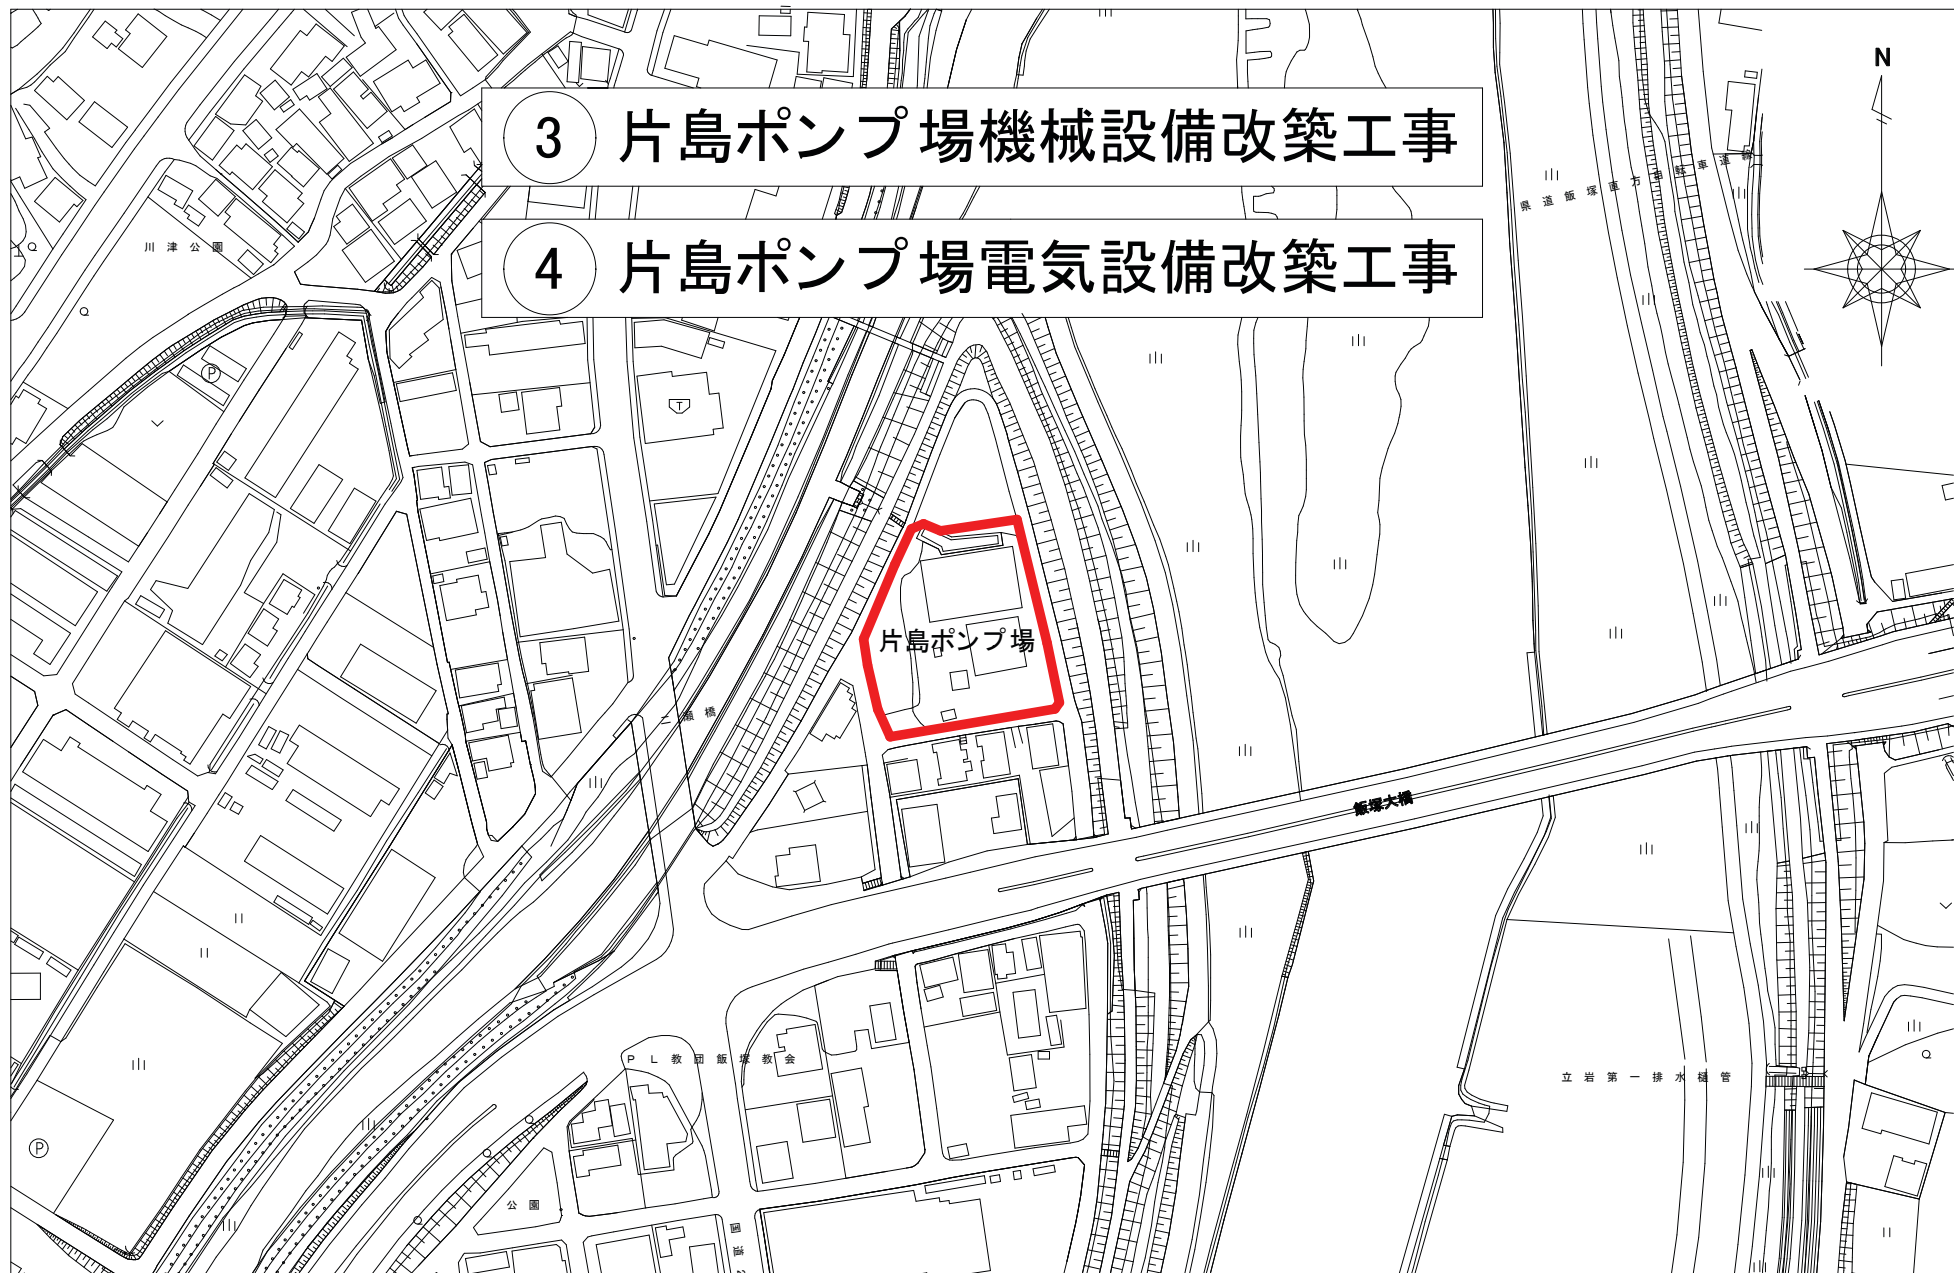 N
③ 片島ポンプ場機械設備改築工事
県道飯塚直方自転車道線
④ 片島ポンプ場電気設備改築工事
川津公園
P
T
片島ポンプ場
二瀬橋
飯塚大橋
PL教団飯塚教会
立岩第一排水樋管
P
公園
国道